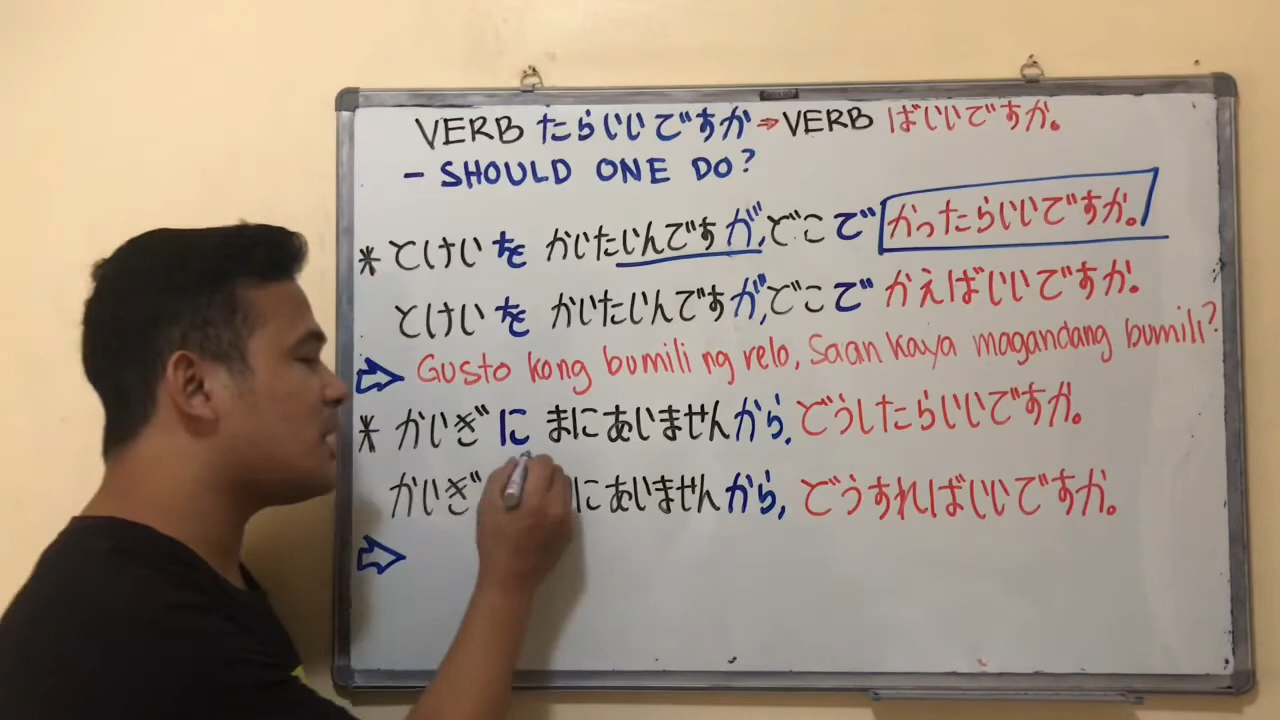 VERB たらいいですか⇒VERB ばいいですか。
- SHOULD ONE DO?
* とけいを かいたいんですが,どこで かったらいいですか。
とけいを かいたいんですが,どこで かえばいいですか.
⇨ Gusto kong bumili ng relo, Saan kaya magandang bumili?
* かいぎに まにあいませんから, どうしたらいいですか.
かいぎ にあいませんから, どうすればいいですか.
⇨